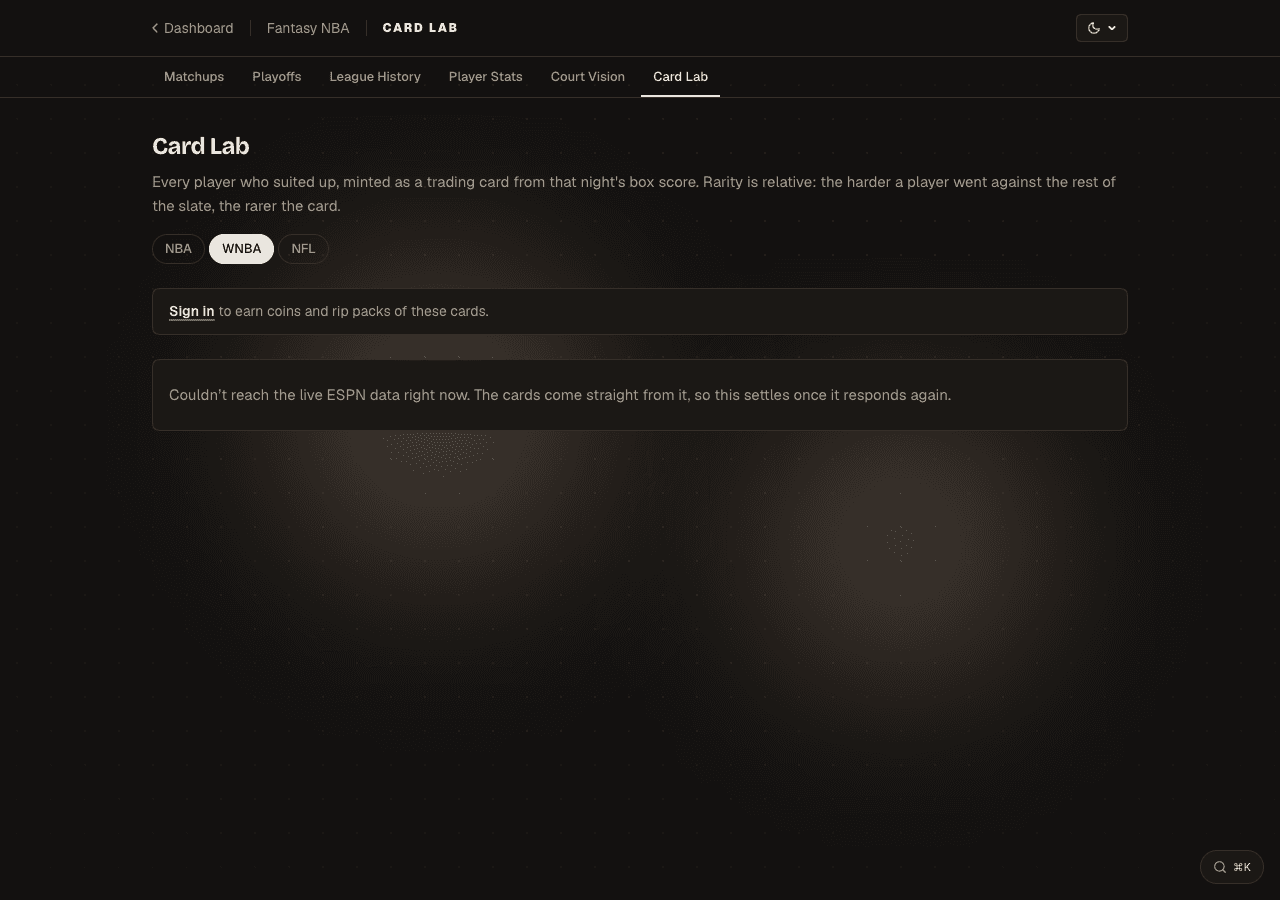 Dashboard
Fantasy NBA
CARD LAB
Matchups
Playoffs
League History
Player Stats
Court Vision
Card Lab
Card Lab
Every player who suited up, minted as a trading card from that night's box score. Rarity is relative: the harder a player went against the rest of
the slate, the rarer the card.
NBA
WNBA
NFL
Sign in to earn coins and rip packs of these cards.
Couldn't reach the live ESPN data right now. The cards come straight from it, so this settles once it responds again.
⌘K